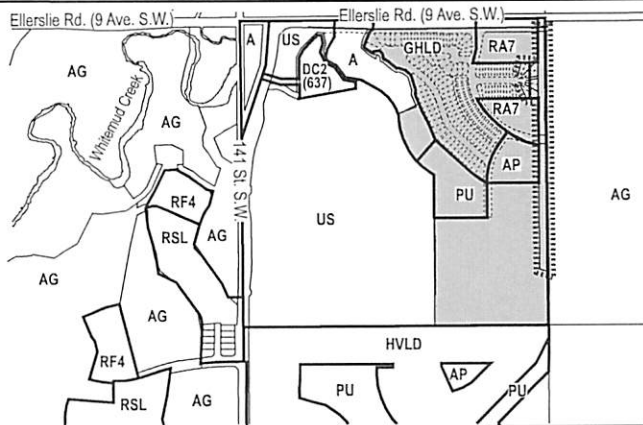 Ellerslie Rd. (9 Ave. S.W.)
Ellerslie Rd. (9 Ave. S.W.)
A
US
GHLD
RA7
AG
A
DC2
(637)
Whitemud Creek
AG
RA7
141 St. S.W.
AP
RF4
PU
AG
US
RSL
AG
AG
AG
HVLD
RF4
AP
PU
PU
RSL
AG